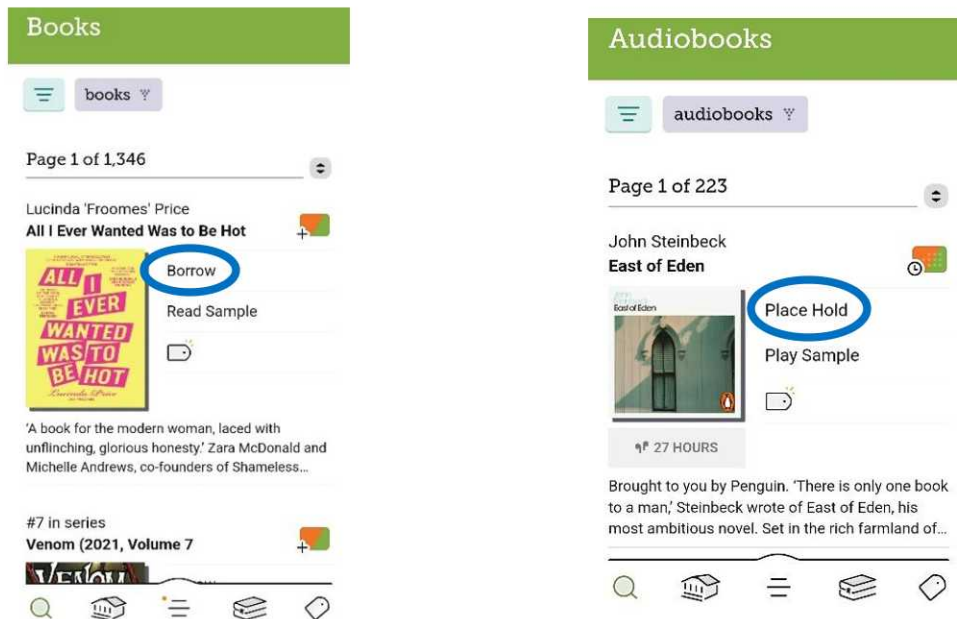 Books
books
Page 1 of 1,346
Lucinda 'Froomes' Price
All I Ever Wanted Was to Be Hot
ALL I
EVER
WANTED
WAS TO
BE HOT
Lucinda Price
Borrow
Read Sample
'A book for the modern woman, laced with
unflinching, glorious honesty.' Zara McDonald and
Michelle Andrews, co-founders of Shameless…
#7 in series
Venom (2021, Volume 7
VENOM
Audiobooks
audiobooks
Page 1 of 223
John Steinbeck
East of Eden
East of Eden
Place Hold
Play Sample
27 HOURS
Brought to you by Penguin. 'There is only one book
to a man,' Steinbeck wrote of East of Eden, his
most ambitious novel. Set in the rich farmland of…